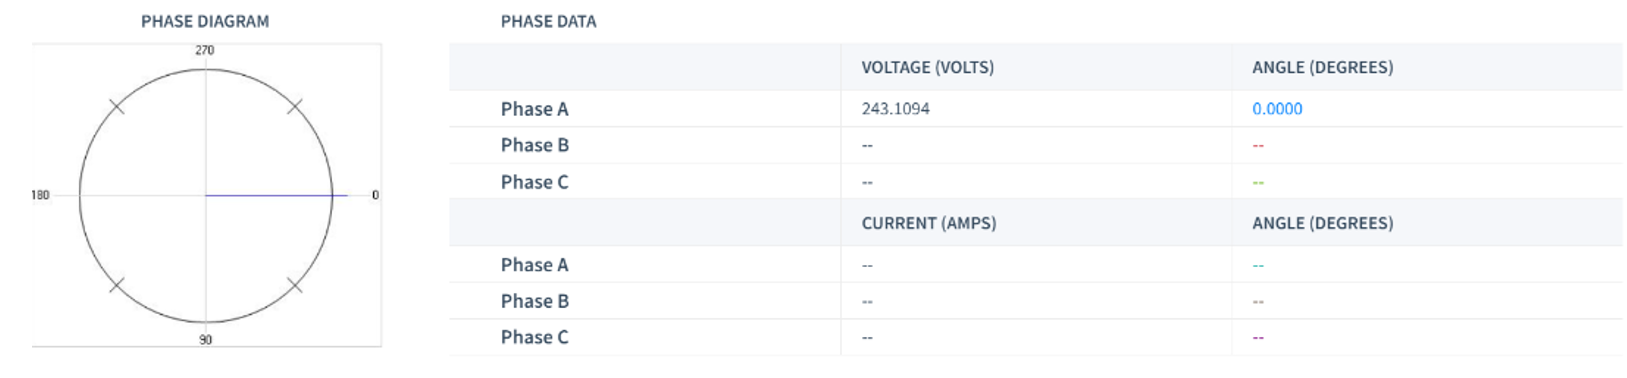 PHASE DIAGRAM
270
180
0
90
PHASE DATA
VOLTAGE (VOLTS) ANGLE (DEGREES)
Phase A 243.1094 0.0000
Phase B -- --
Phase C -- --
CURRENT (AMPS) ANGLE (DEGREES)
Phase A -- --
Phase B -- --
Phase C -- --